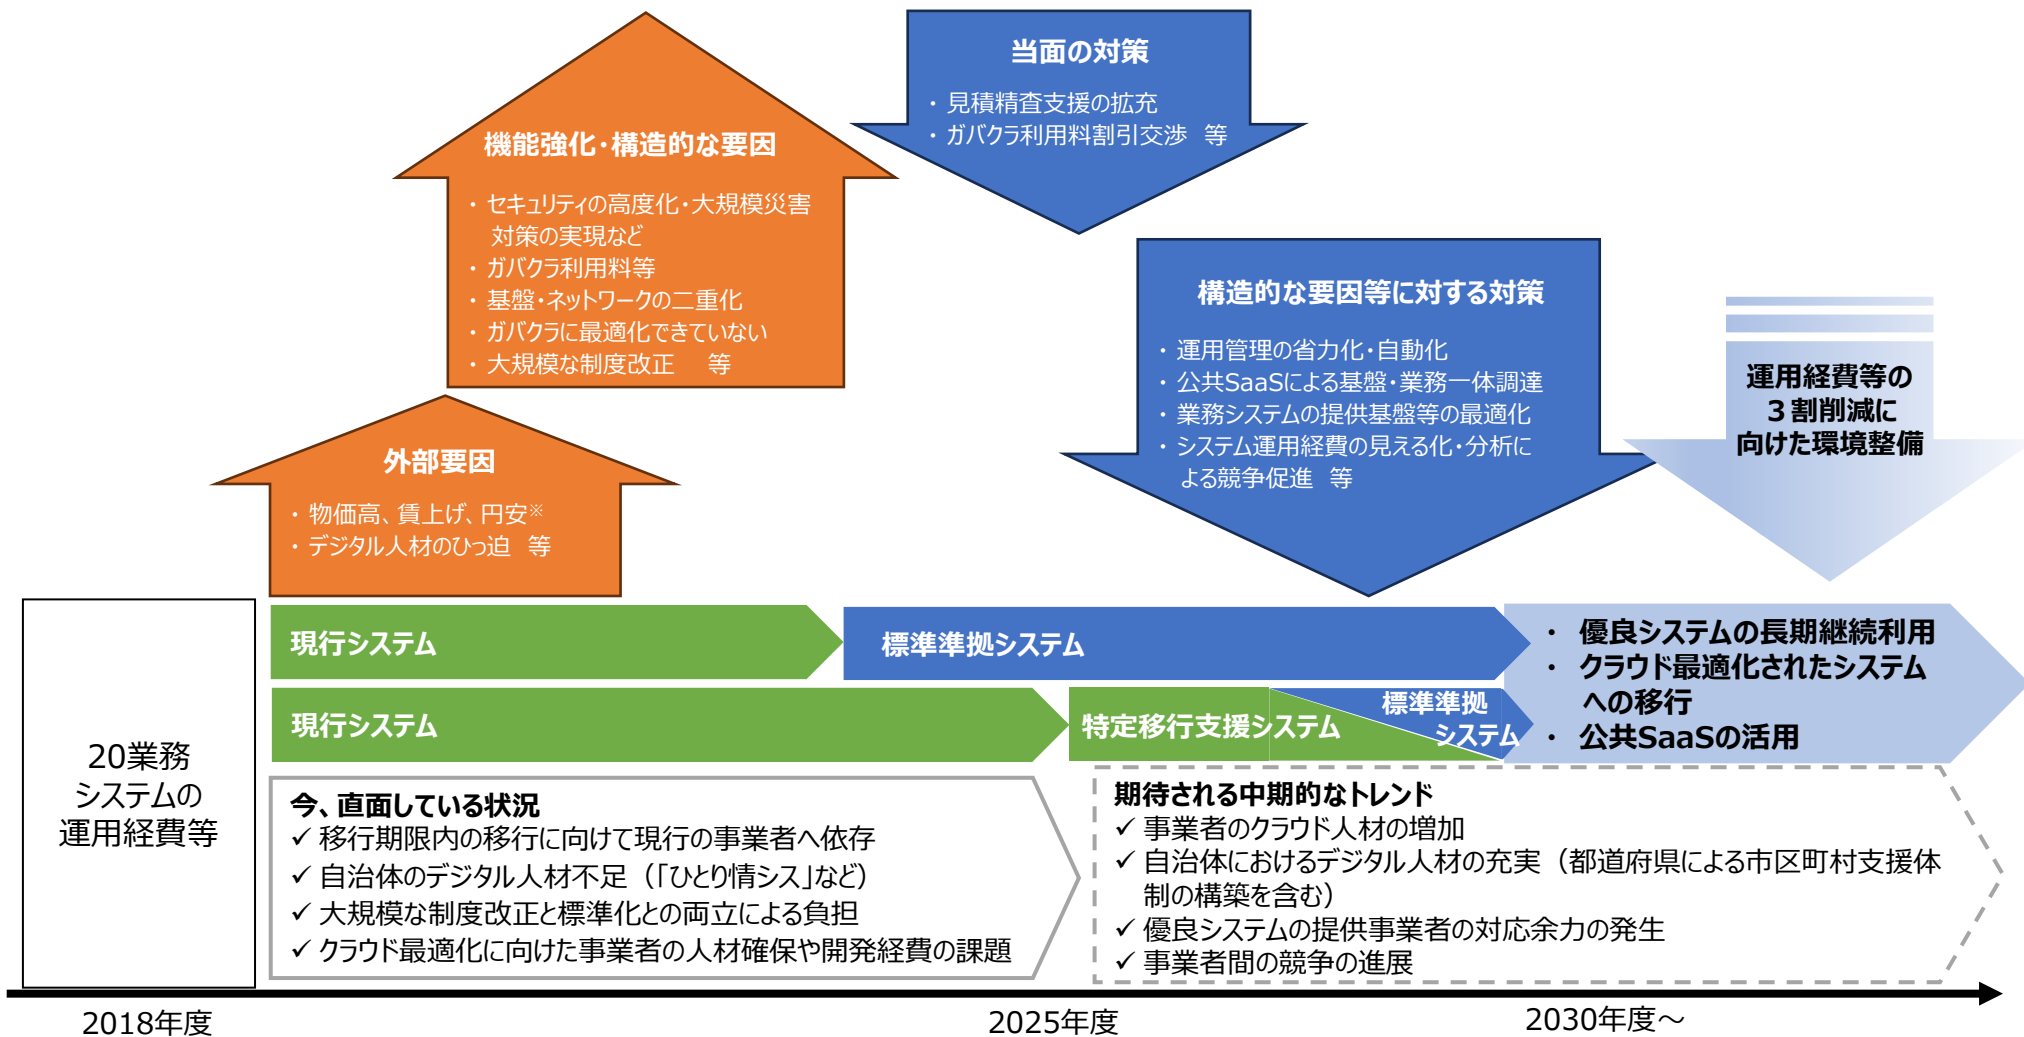 当面の対策
・見積精査支援の拡充
・ガバクラ利用料割引交渉 等
機能強化・構造的な要因
・セキュリティの高度化・大規模災害
対策の実現など
・ガバクラ利用料等
・基盤・ネットワークの二重化
・ガバクラに最適化できていない
・大規模な制度改正 等
構造的な要因等に対する対策
・運用管理の省力化・自動化
・公共SaaSによる基盤・業務一体調達
・業務システムの提供基盤等の最適化
・システム運用経費の見える化・分析に
よる競争促進 等
運用経費等の
3割削減に
向けた環境整備
外部要因
・物価高、賃上げ、円安※
・デジタル人材のひっ迫 等
20業務
システムの
運用経費等
現行システム
標準準拠システム
現行システム
特定移行支援システム
標準準拠
システム
・優良システムの長期継続利用
・クラウド最適化されたシステム
への移行
・公共SaaSの活用
今、直面している状況
✓移行期限内の移行に向けて現行の事業者へ依存
✓自治体のデジタル人材不足（「ひとり情シス」など）
✓大規模な制度改正と標準化との両立による負担
✓クラウド最適化に向けた事業者の人材確保や開発経費の課題
期待される中期的なトレンド
✓事業者のクラウド人材の増加
✓自治体におけるデジタル人材の充実（都道府県による市区町村支援体
制の構築を含む）
✓優良システムの提供事業者の対応余力の発生
✓事業者間の競争の進展
2018年度
2025年度
2030年度～